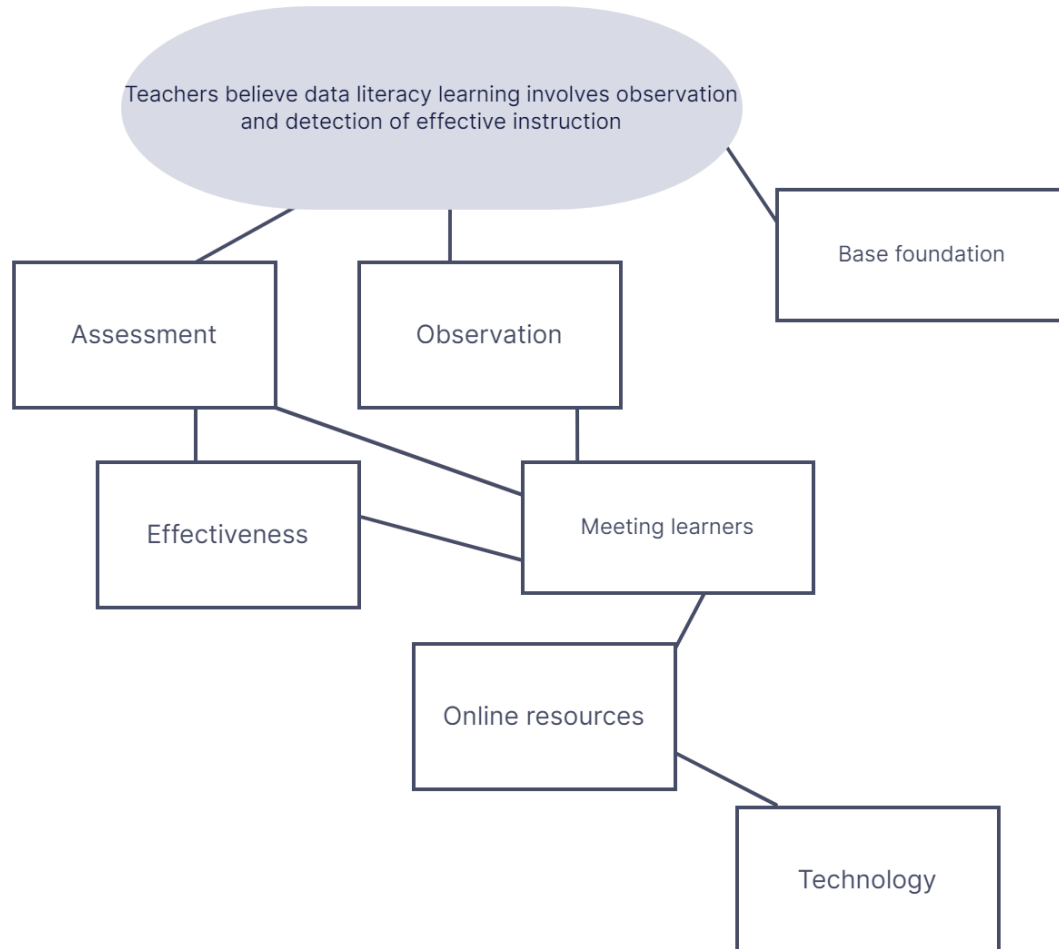 Teachers believe data literacy learning involves observation
and detection of effective instruction
Base foundation
Assessment
Observation
Effectiveness
Meeting learners
Online resources
Technology